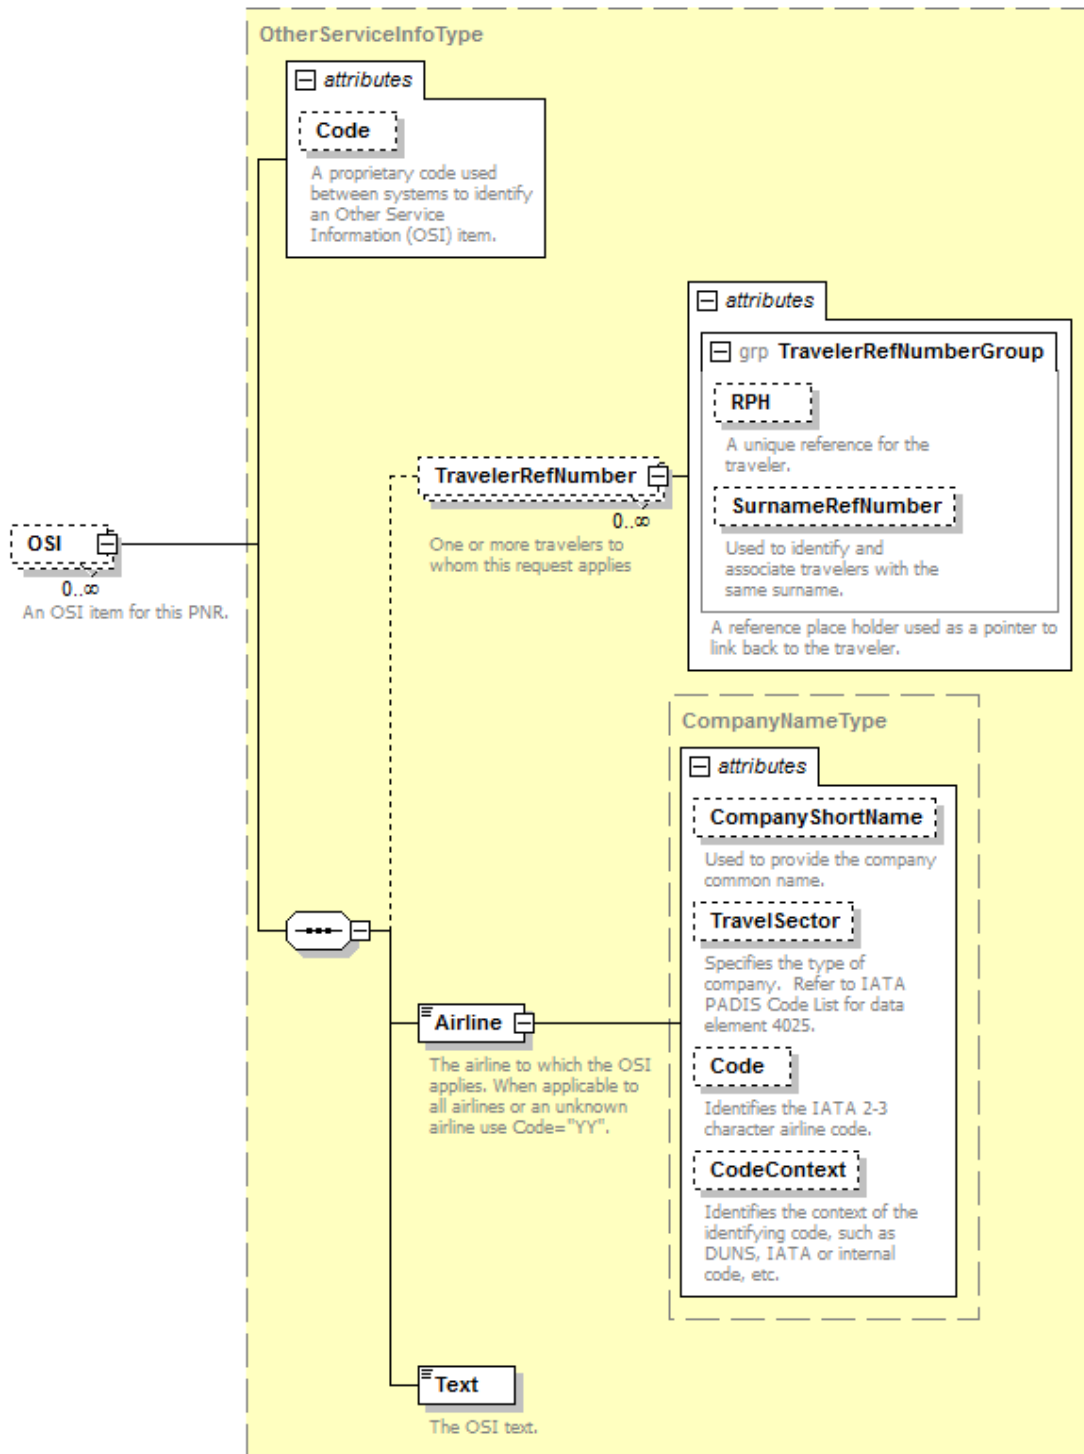 OtherServiceInfoType
attributes
Code
A proprietary code used
between systems to identify
an Other Service
Information (OSI) item.
attributes
grp TravelerRefNumberGroup
RPH
A unique reference for the
traveler.
SurnameRefNumber
Used to identify and
associate travelers with the
same surname.
A reference place holder used as a pointer to
link back to the traveler.
TravelerRefNumber
0..∞
One or more travelers to
whom this request applies
OSI
0..∞
An OSI item for this PNR.
CompanyNameType
attributes
CompanyShortName
Used to provide the company
common name.
TravelSector
Specifies the type of
company.  Refer to IATA
PADIS Code List for data
element 4025.
Code
Identifies the IATA 2-3
character airline code.
CodeContext
Identifies the context of the
identifying code, such as
DUNS, IATA or internal
code, etc.
Airline
The airline to which the OSI
applies. When applicable to
all airlines or an unknown
airline use Code="YY".
Text
The OSI text.